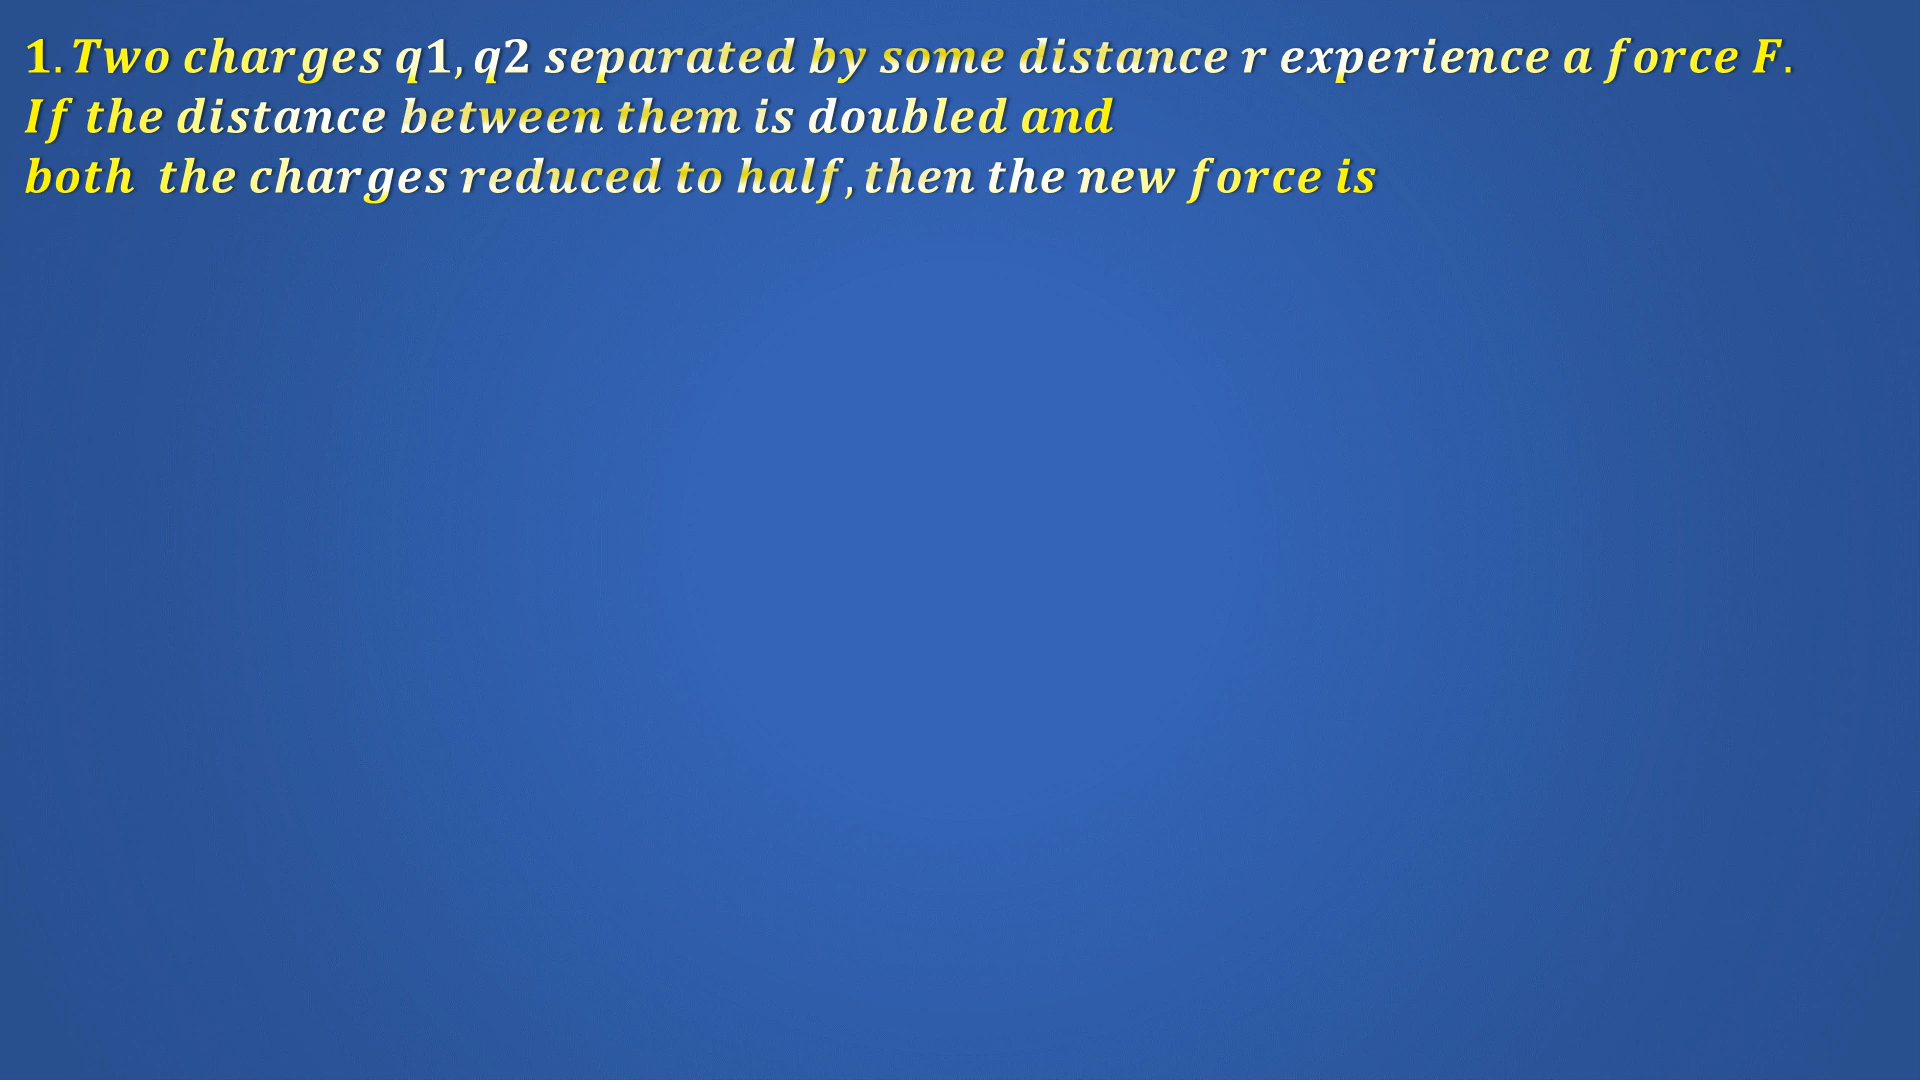 1. Two charges q1, q2 separated by some distance r experience a force F.
If the distance between them is doubled and
both the charges reduced to half, then the new force is